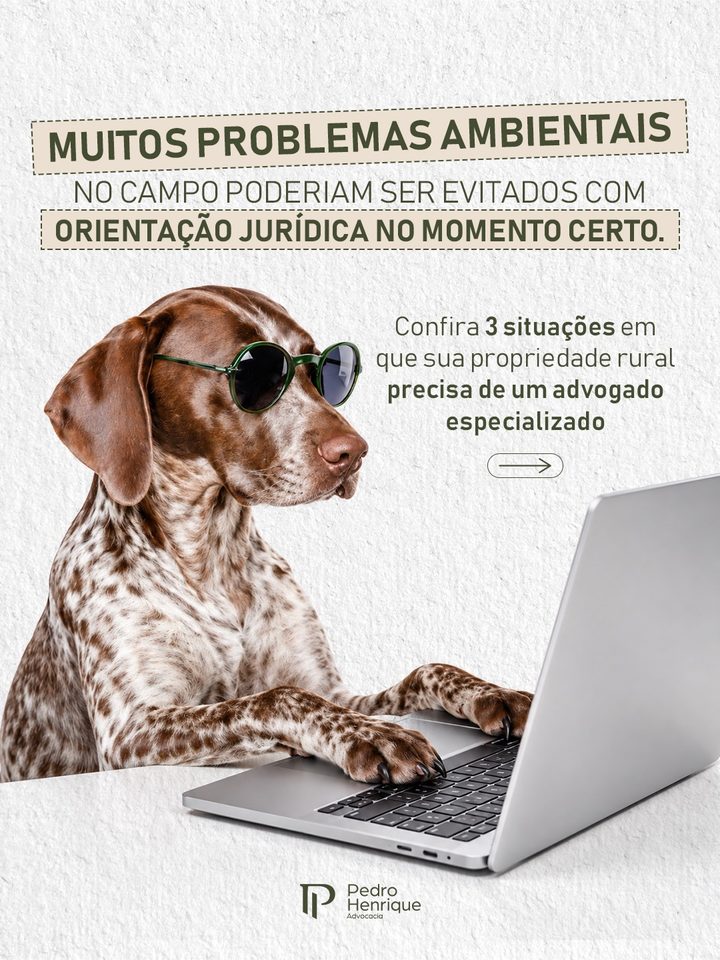 MUITOS PROBLEMAS AMBIENTAIS
NO CAMPO PODERIAM SER EVITADOS COM
ORIENTAÇÃO JURÍDICA NO MOMENTO CERTO.
Confira 3 situações em
que sua propriedade rural
precisa de um advogado
especializado
Pedro
Henrique
Advocacia